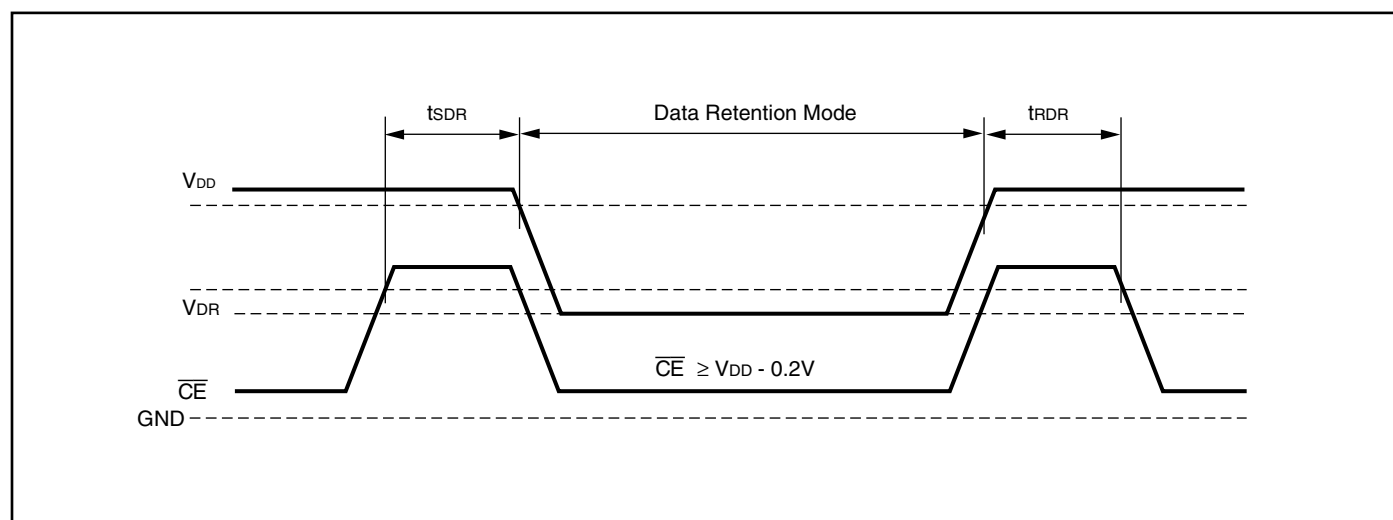 tSDR Data Retention Mode tRDR
VDD
VDR
CE ≥ VDD - 0.2V
CE
GND